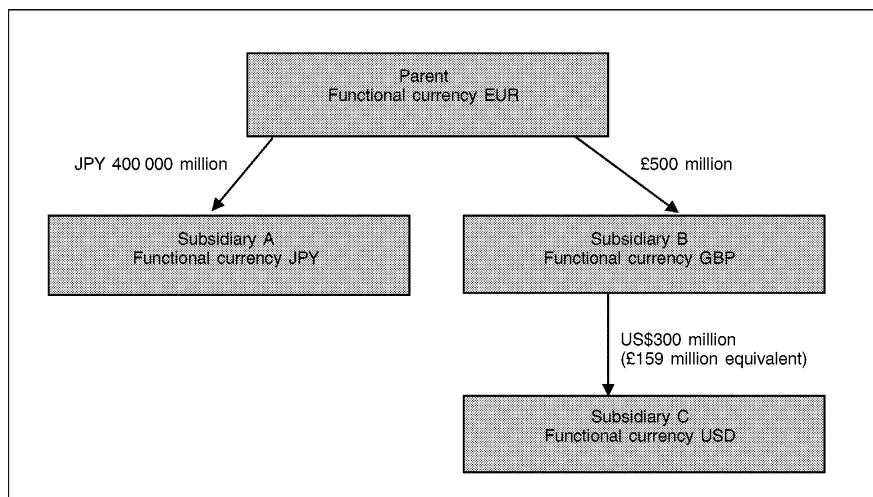 Parent
Functional currency EUR
JPY 400 000 million
£500 million
Subsidiary A
Functional currency JPY
Subsidiary B
Functional currency GBP
US$300 million
(£159 million equivalent)
Subsidiary C
Functional currency USD